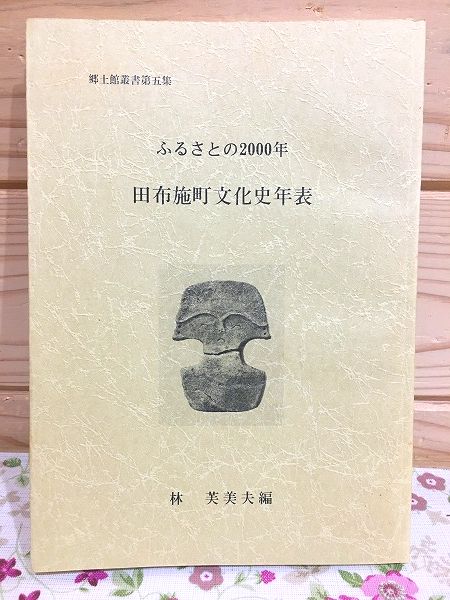 郷土館叢書第五集
ふるさとの2000年
田布施町文化史年表
林 芙美夫編